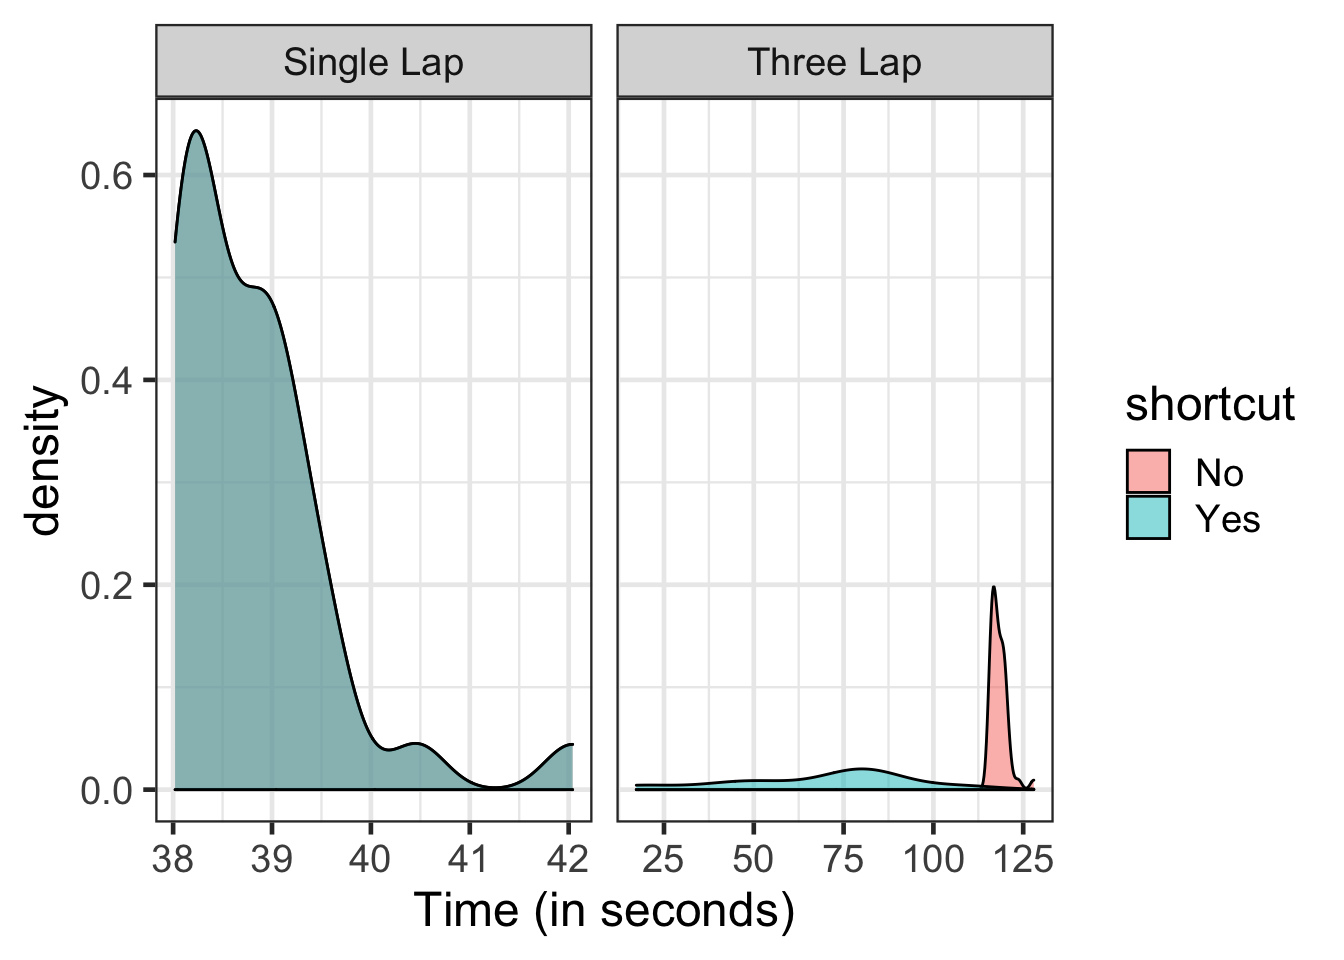 Single Lap
Three Lap
density
0.6
0.4
0.2
0.0
38 39 40 41 42
25 50 75 100 125
Time (in seconds)
shortcut
No
Yes